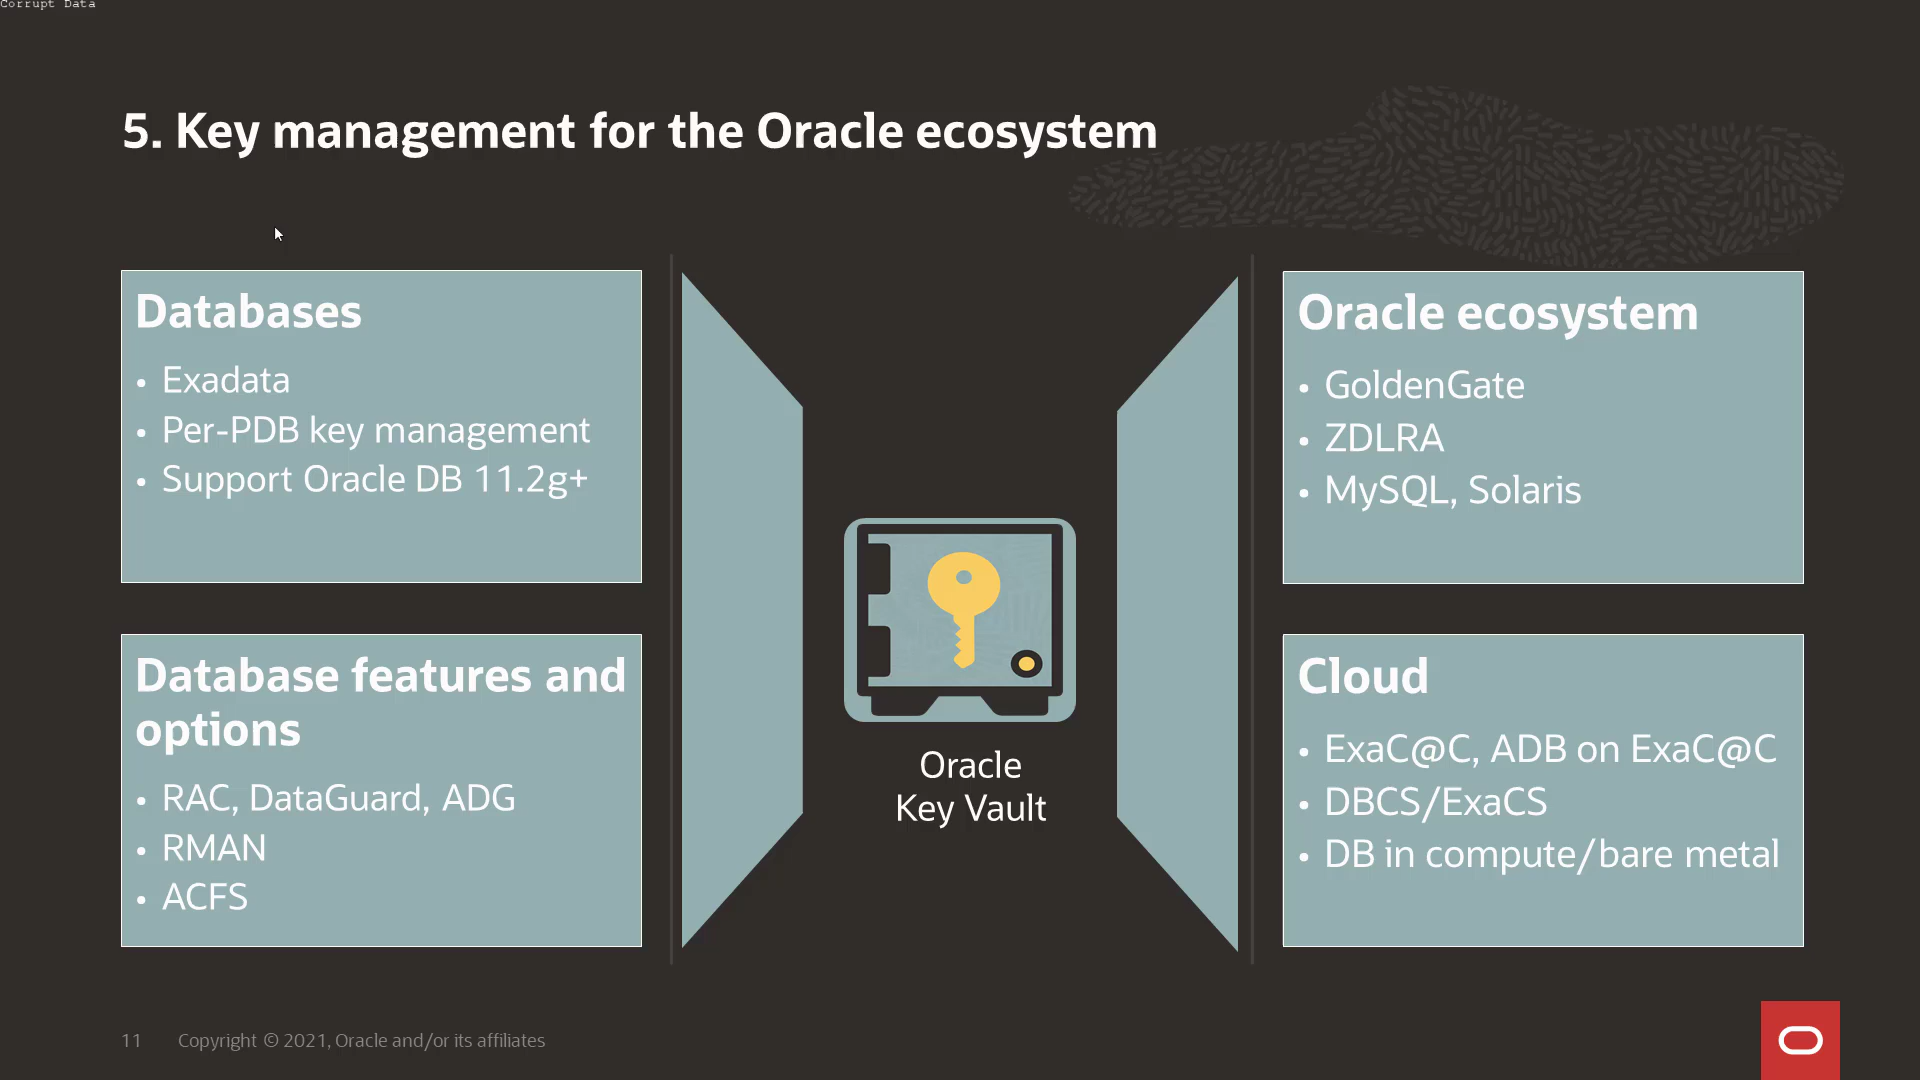 Corrupt Data
5. Key management for the Oracle ecosystem
Databases
• Exadata
• Per-PDB key management
• Support Oracle DB 11.2g+
Database features and
options
• RAC, DataGuard, ADG
• RMAN
• ACFS
Oracle
Key Vault
Oracle ecosystem
• GoldenGate
• ZDLRA
• MySQL, Solaris
Cloud
• ExaC@C, ADB on ExaC@C
• DBCS/ExaCS
• DB in compute/bare metal
11 Copyright © 2021, Oracle and/or its affiliates